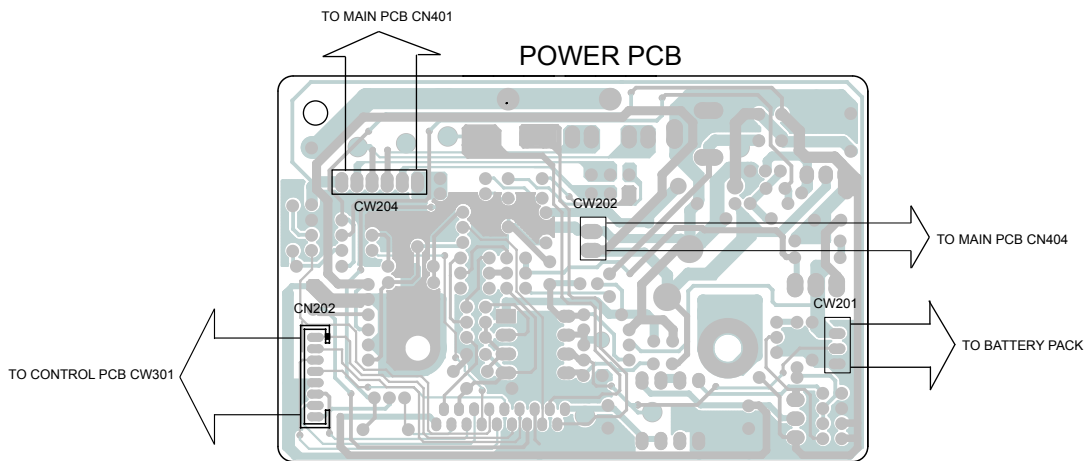 TO MAIN PCB CN401
POWER PCB
CW204
CW202
TO MAIN PCB CN404
CN202
CW201
TO BATTERY PACK
TO CONTROL PCB CW301